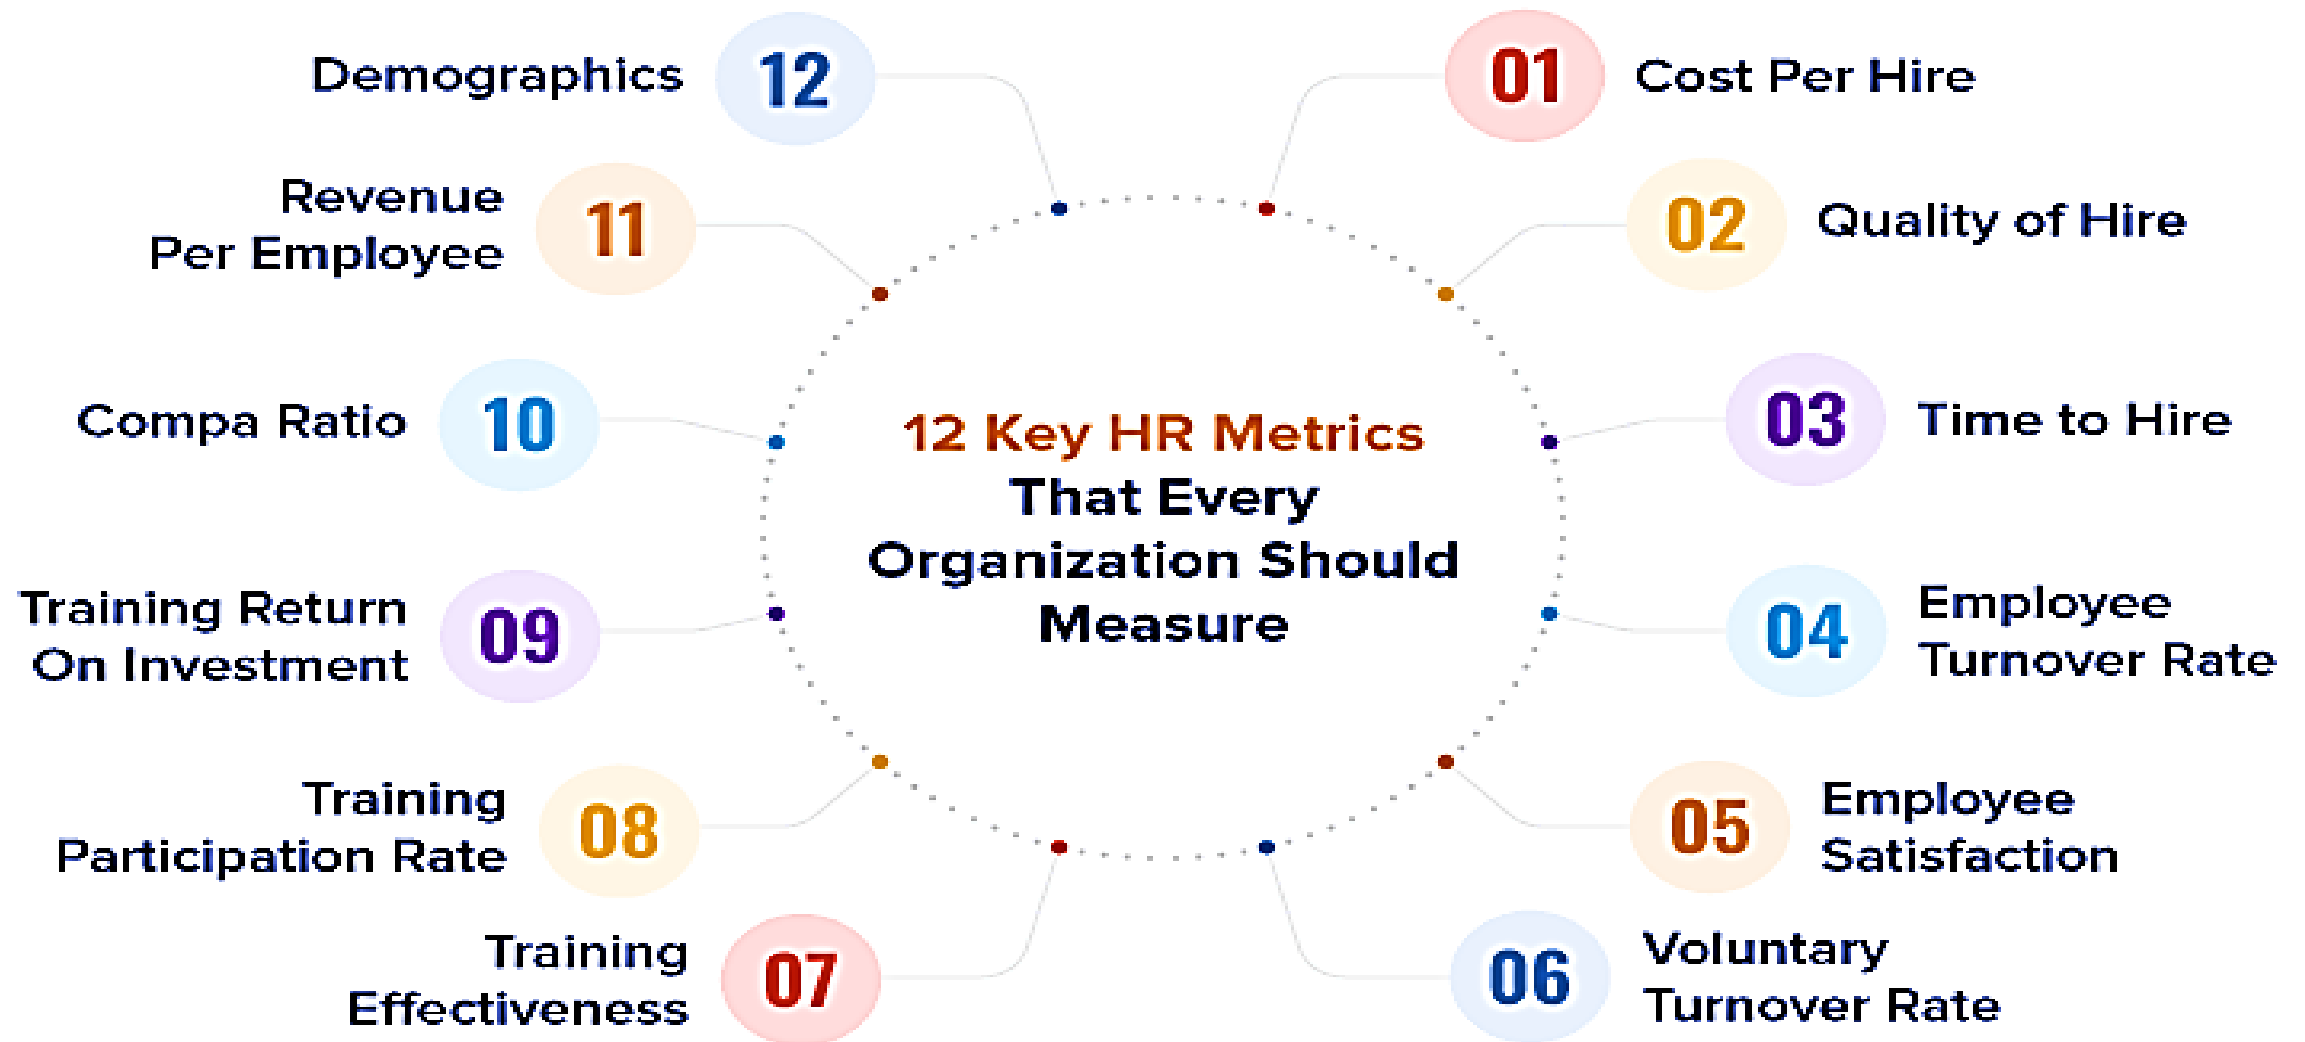 12 Key HR Metrics
That Every
Organization Should
Measure
01
Cost Per Hire
02
Quality of Hire
03
Time to Hire
04
Employee
Turnover Rate
05
Employee
Satisfaction
06
Voluntary
Turnover Rate
07
Training
Effectiveness
08
Training
Participation Rate
09
Training Return
On Investment
10
Compa Ratio
11
Revenue
Per Employee
12
Demographics